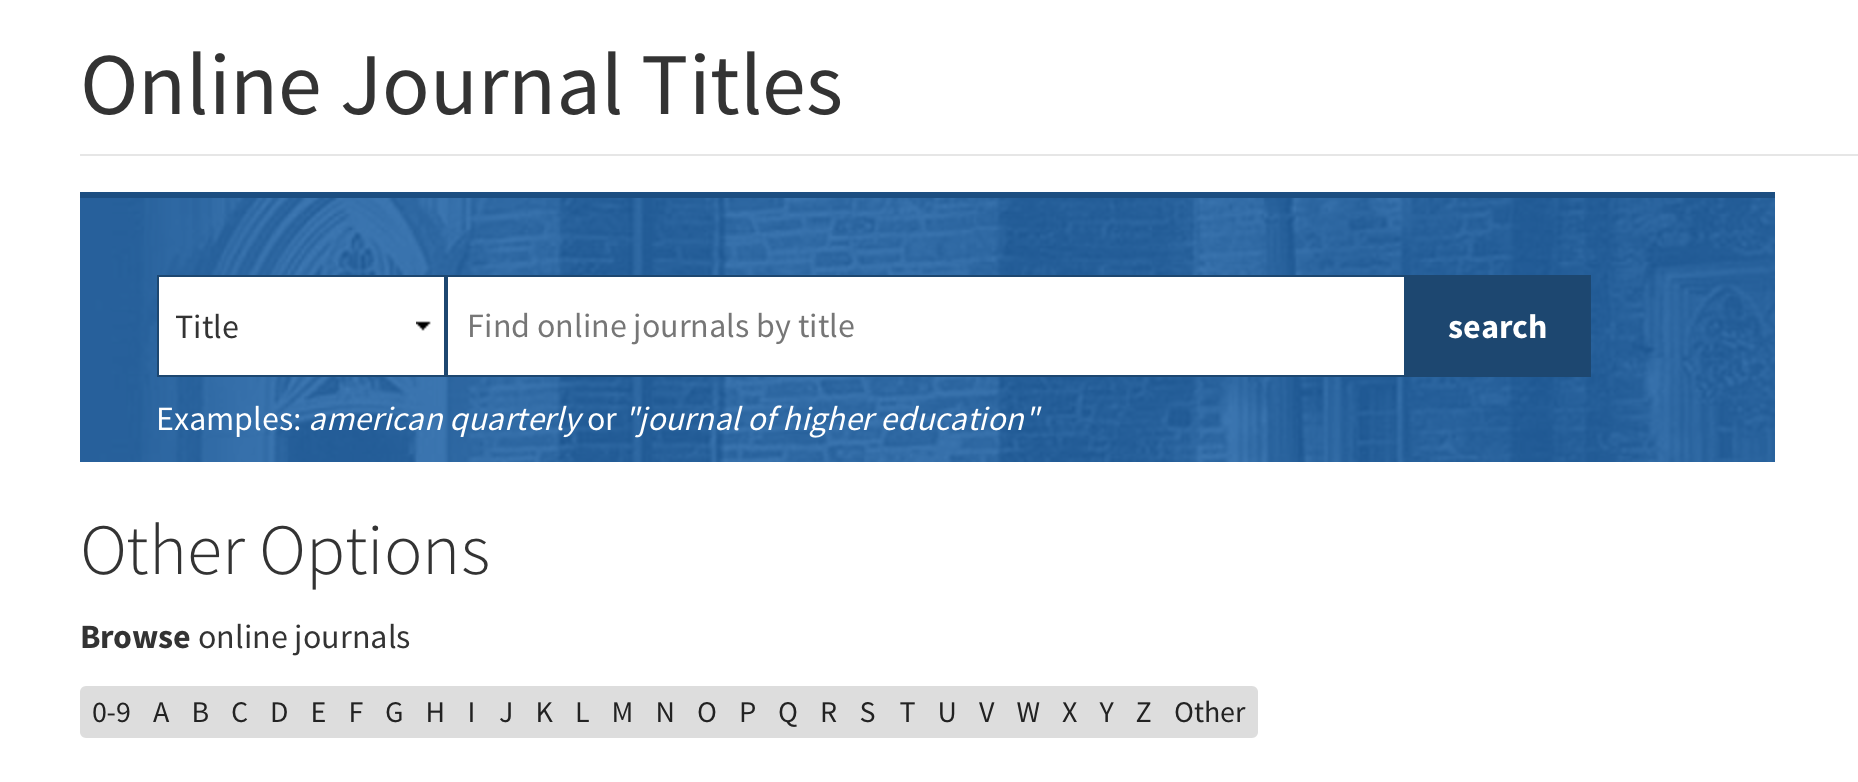 Online Journal Titles
Title
Find online journals by title
search
Examples: american quarterly or "journal of higher education"
Other Options
Browse online journals
0-9 A B C D E F G H I J K L M N O P Q R S T U V W X Y Z Other